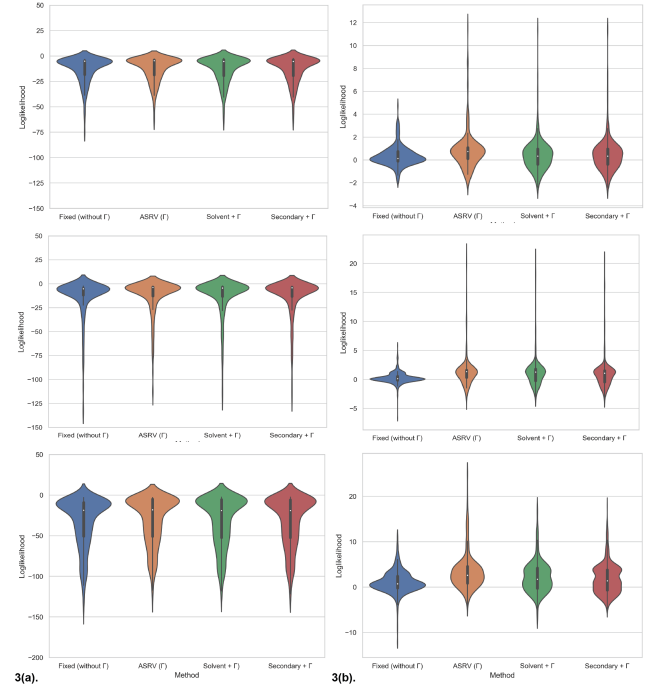 50
0
−25
−50
−75
−100
−125
−150
Loglikelihood
Fixed (without Γ) ASRV (Γ) Solvent + Γ Secondary + Γ
12
10
8
6
4
2
0
−2
−4
Loglikelihood
Fixed (without Γ) ASRV (Γ) Solvent + Γ Secondary + Γ
50
25
0
−25
−50
−75
−100
−125
−150
Loglikelihood
Fixed (without Γ) ASRV (Γ) Solvent + Γ Secondary + Γ
20
15
10
5
0
−5
Loglikelihood
Fixed (without Γ) ASRV (Γ) Solvent + Γ Secondary + Γ
50
0
−50
−100
−150
−200
Loglikelihood
Fixed (without Γ) ASRV (Γ) Solvent + Γ Secondary + Γ
Method
3(a).
20
10
0
−10
Loglikelihood
Fixed (without Γ) ASRV (Γ) Solvent + Γ Secondary + Γ
Method
3(b).